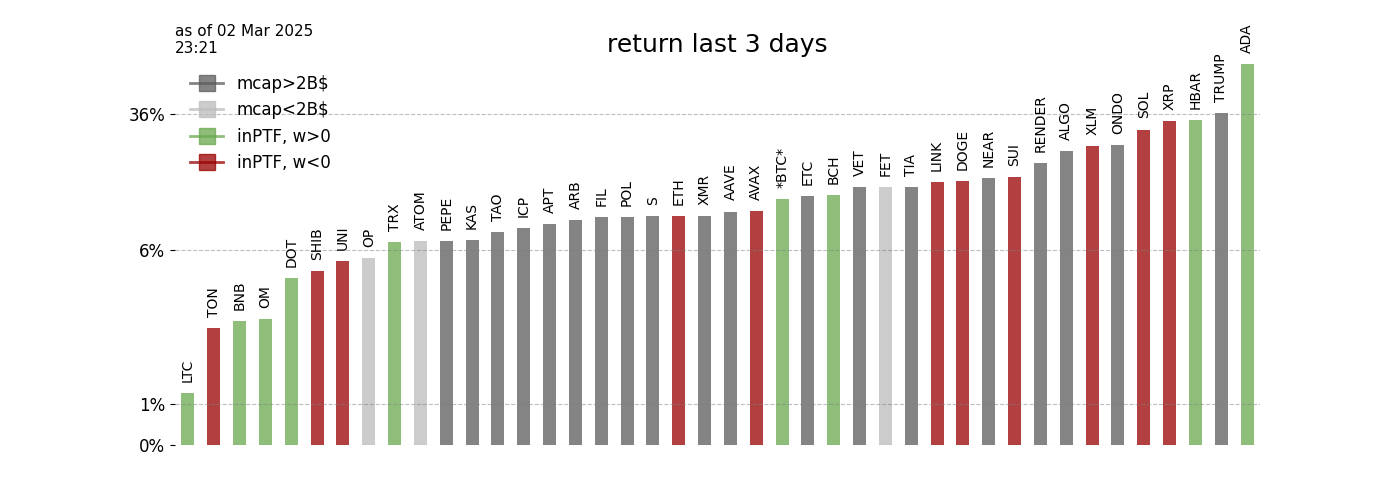 as of 02 Mar 2025
23:21
return last 3 days
mcap>2B$
mcap<2B$
inPTF, w>0
inPTF, w<0
36%
6%
1%
0%
LTC
TON
BNB
OM
DOT
SHIB
UNI
OP
TRX
ATOM
PEPE
KAS
TAO
ICP
APT
ARB
FIL
POL
S
ETH
XMR
AAVE
AVAX
*BTC*
ETC
BCH
VET
FET
TIA
LINK
DOGE
NEAR
SUI
RENDER
ALGO
XLM
ONDO
SOL
XRP
HBAR
TRUMP
ADA